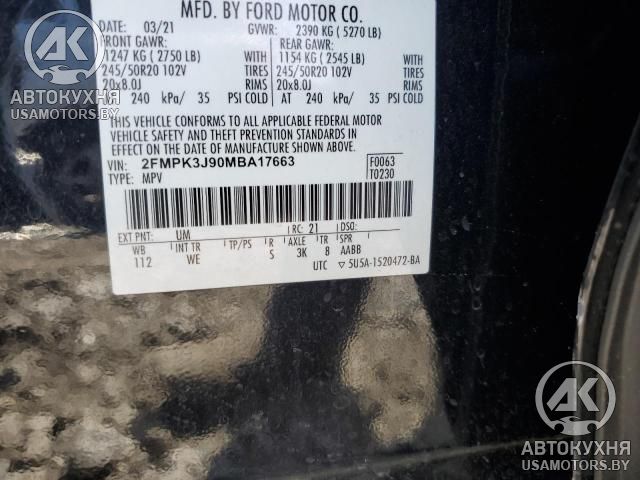 MFD. BY FORD MOTOR CO.
DATE: 03/21 GVWR: 2390 KG ( 5270 LB)
FRONT GAWR: REAR GAWR:
1247 KG ( 2750 LB) WITH 1154 KG ( 2545 LB) WITH
245/50R20 102V TIRES 245/50R20 102V TIRES
20x8.0J RIMS 20x8.0J RIMS
AT 240 kPa/ 35 PSI COLD AT 240 kPa/ 35 PSI COLD
THIS VEHICLE CONFORMS TO ALL APPLICABLE FEDERAL MOTOR
VEHICLE SAFETY AND THEFT PREVENTION STANDARDS IN
EFFECT ON THE DATE OF MANUFACTURE SHOWN ABOVE.
VIN: 2FMPK3J90MBA17663 F0063
TYPE: MPV T0230
EXT PNT: UM RC: 21 DSO:
WB INT TR TP/PS R AXLE TR SPR
112 WE S 3K 8 AABB
UTC ▽ 5U5A-1520472-BA
АВТОКУХНЯ
USAMOTORS.BY
АК
АВТОКУХНЯ
USAMOTORS.BY